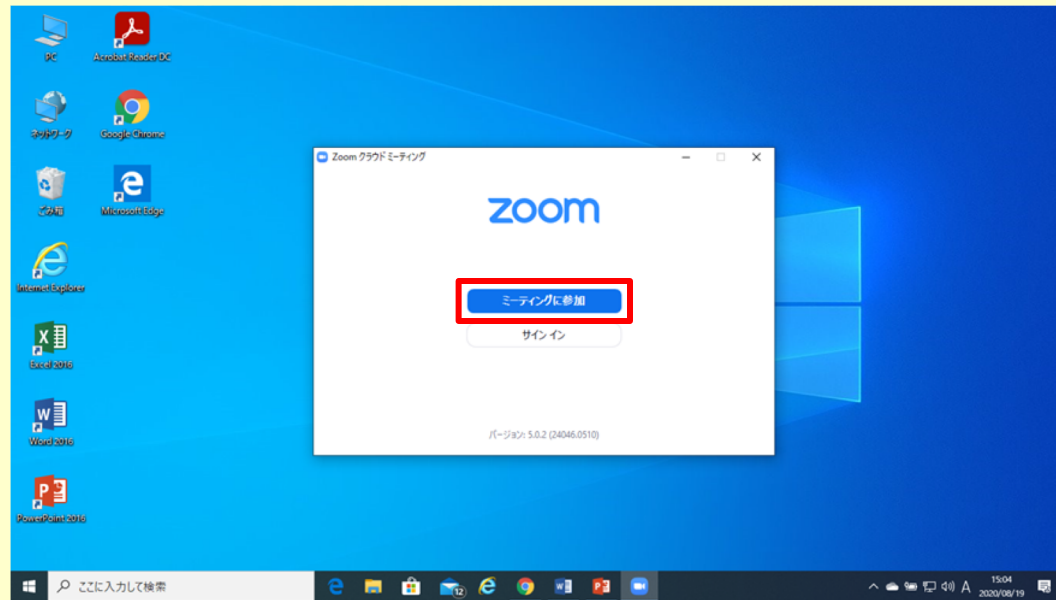 PC
Acrobat Reader DC
ネットワーク
Google Chrome
ごみ箱
Microsoft Edge
Internet Explorer
Excel 2016
Word 2016
PowerPoint 2016
Zoom クラウド ミーティング
zoom
ミーティングに参加
サイン イン
バージョン: 5.0.2 (24046.0510)
ここに入力して検索
12
A
15:04
2020/08/19